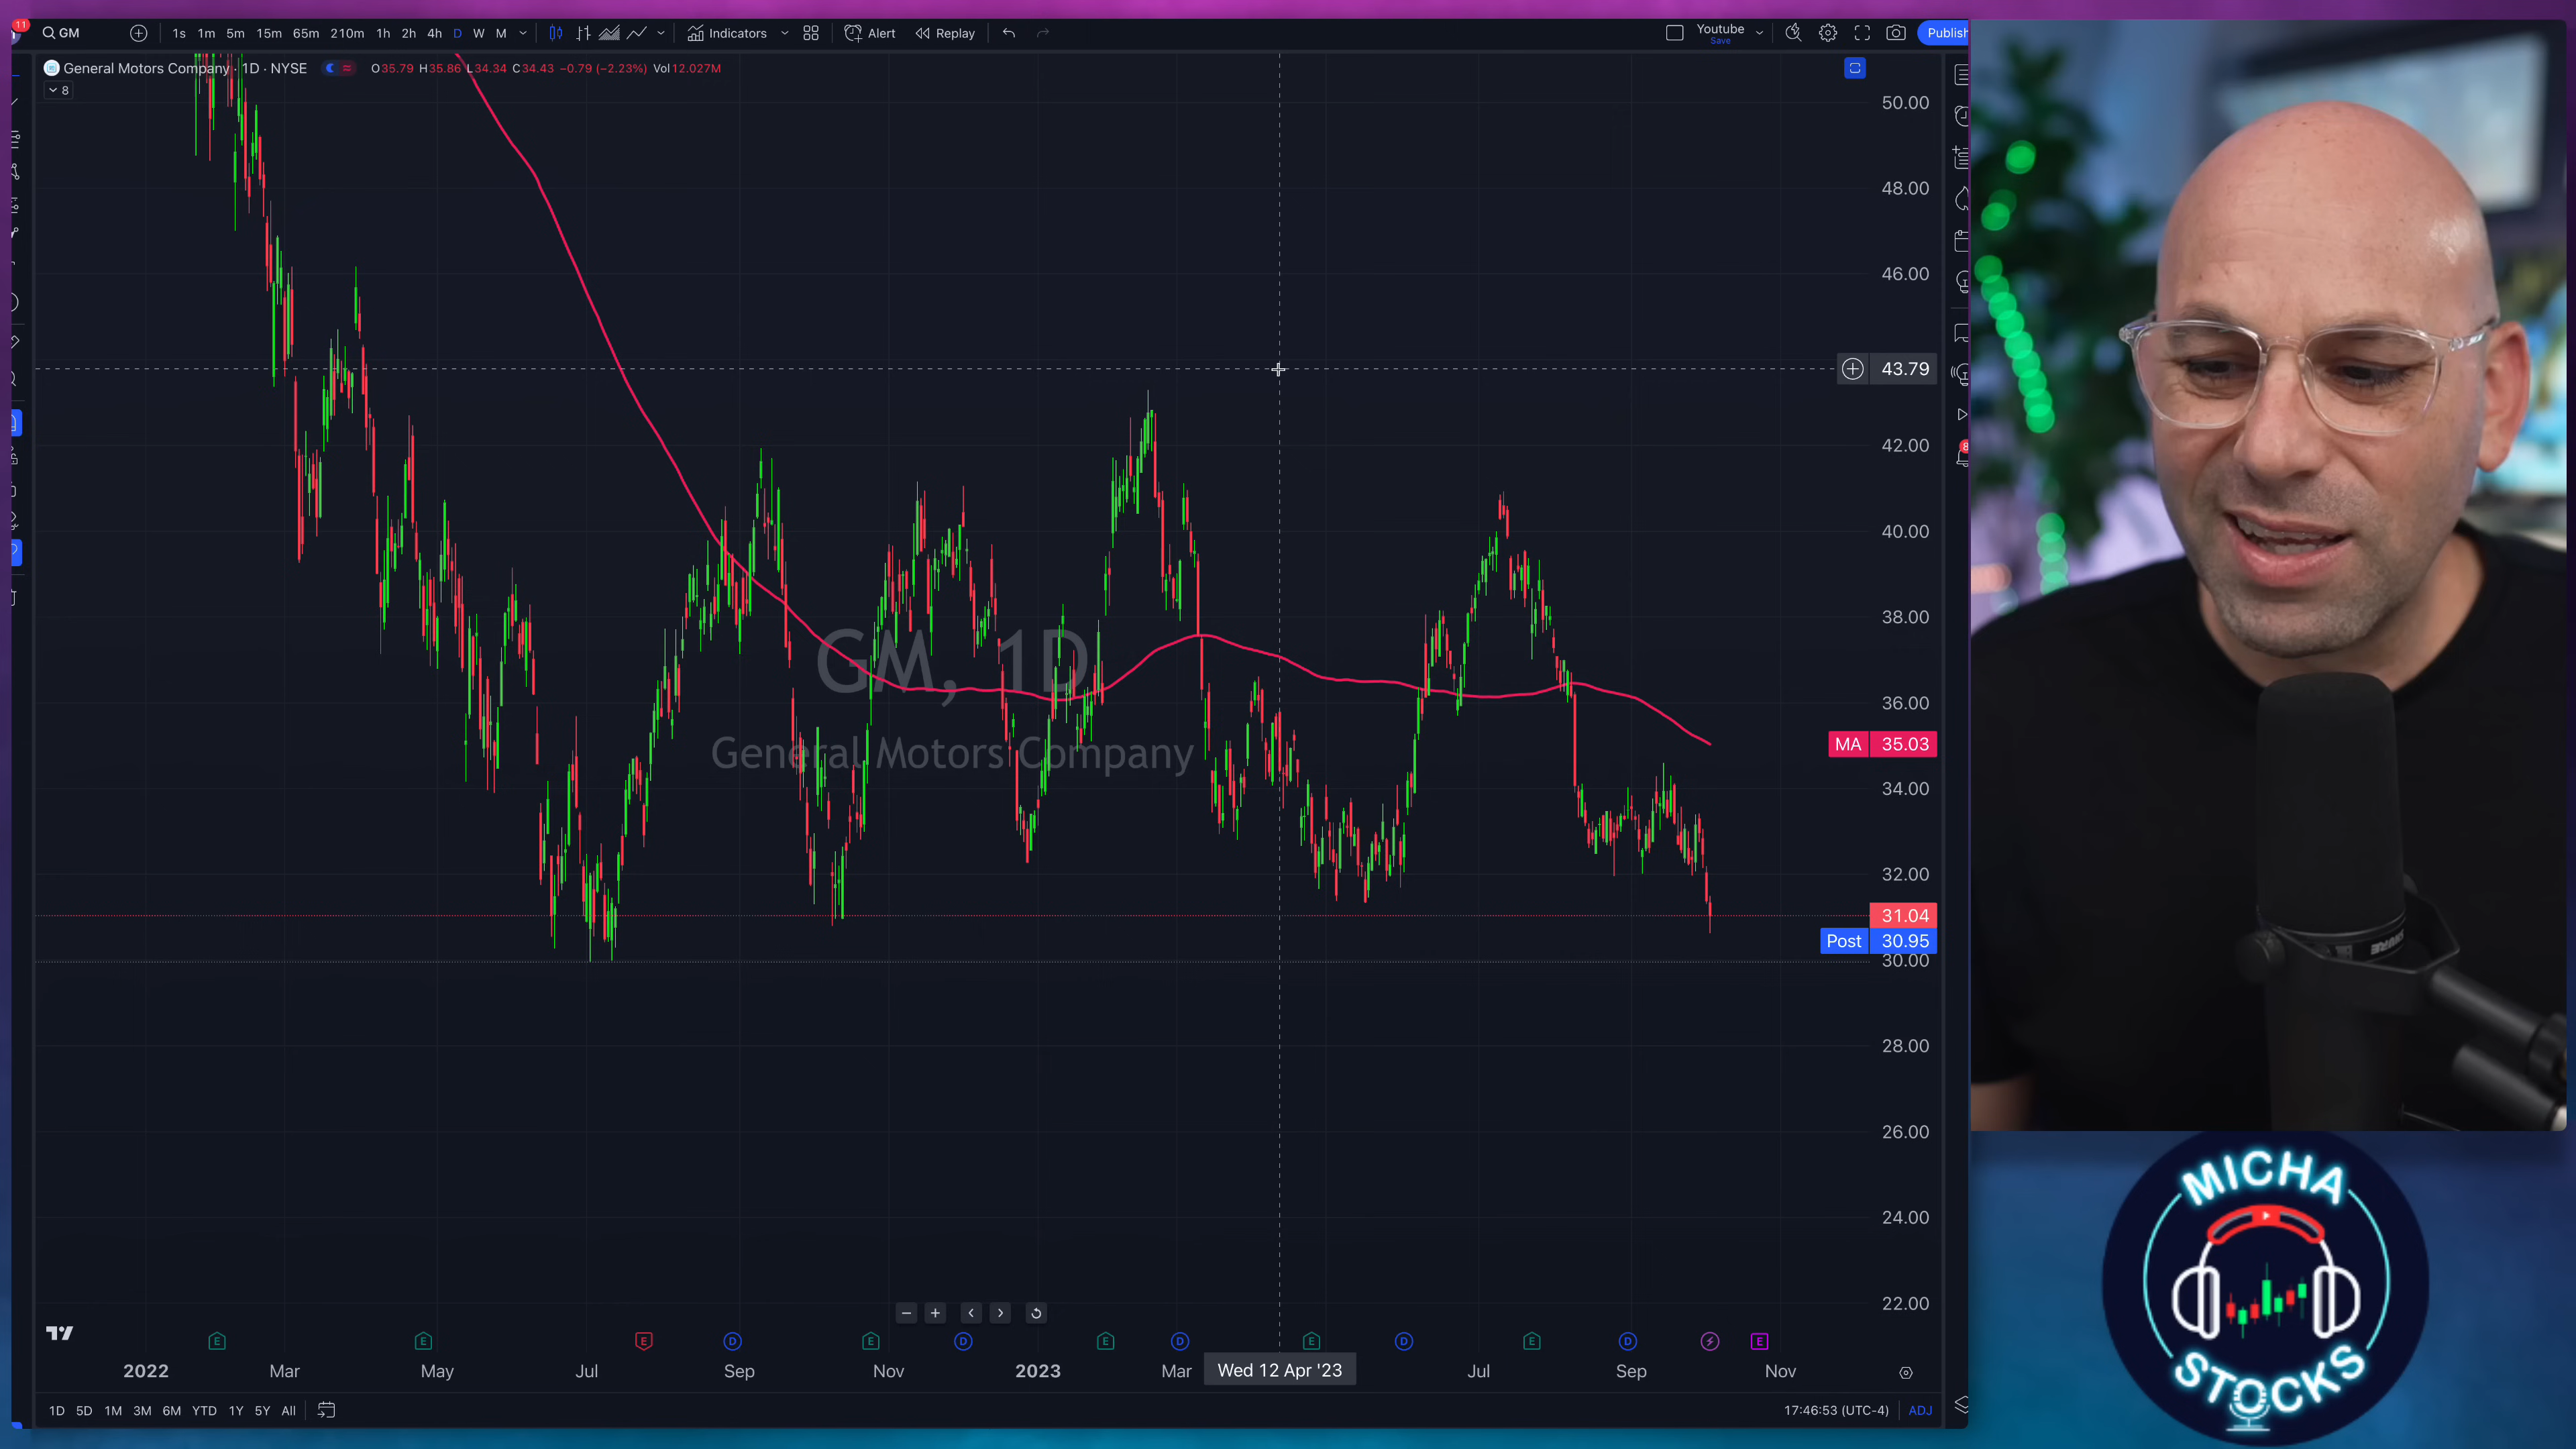 11
GM
1s 1m 5m 15m 65m 210m 1h 2h 4h D W M
Indicators
Alert
Replay
Youtube
Save
Publish
General Motors Company · 1D · NYSE
O35.79 H35.86 L34.34 C34.43 −0.79 (−2.23%) Vol12.027M
8
50.00
48.00
46.00
43.79
42.00
40.00
38.00
36.00
MA 35.03
34.00
32.00
31.04
Post 30.95
30.00
28.00
26.00
24.00
22.00
GM, 1D
General Motors Company
E E E D E D E D E D E D E
2022 Mar May Jul Sep Nov 2023 Mar Wed 12 Apr '23 Jul Sep Nov
1D 5D 1M 3M 6M YTD 1Y 5Y All
17:46:53 (UTC-4) ADJ
8
SHURE
MICHA
STOCKS